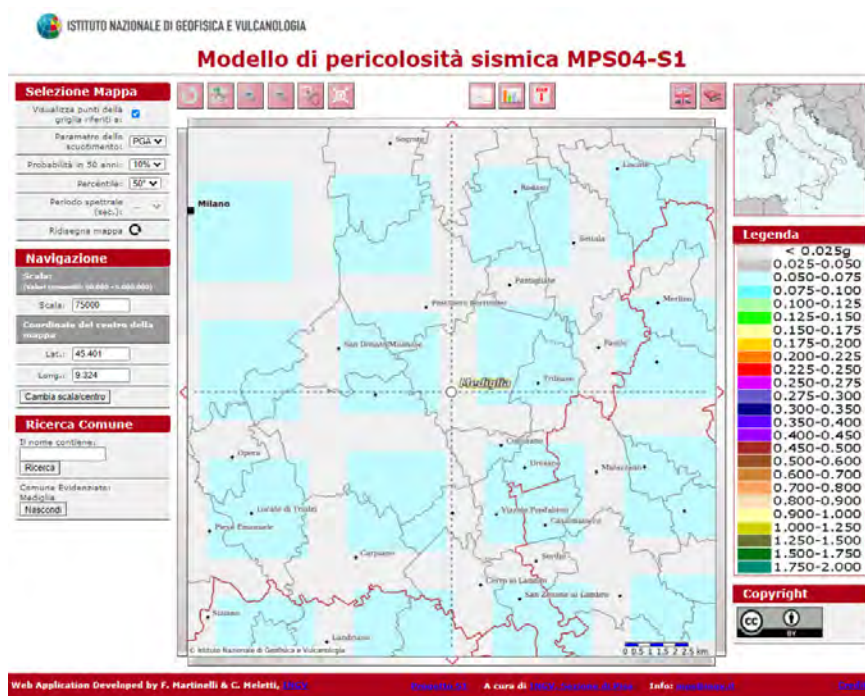 ISTITUTO NAZIONALE DI GEOFISICA E VULCANOLOGIA
Modello di pericolosità sismica MPS04-S1
Selezione Mappa
Visualizza punti della
griglia riferiti a:
Parametro dello
scuotimento: PGA
Probabilità in 50 anni: 10%
Percentile: 50°
Periodo spettrale
(sec.):
Ridisegna mappa
Navigazione
Scala:
Scala: 75000
Coordinate del centro della
mappa
Lat.: 45.401
Long.: 9.324
Cambia scala/centro
Ricerca Comune
Il nome contiene:
Ricerca
Comune Evidenziato:
Mediglia
Nascondi
Segrate
Milano
Rodano
Liscate
Settala
Pantigliate
Peschiera Borromeo
Merlino
San Donato Milanese
Paullo
Mediglia
Tribiano
Colturano
Opera
Dresano
Mulazzano
Locate di Triulzi
Vizzolo Predabissi
Pieve Emanuele
Casalmaiocco
Carpiano
Sordio
Cerro al Lambro
San Zenone al Lambro
Siziano
Landriano
© Istituto Nazionale di Geofisica e Vulcanologia
0 0.5 1 1.5 2 2.5 km
Legenda
< 0.025g
0.025-0.050
0.050-0.075
0.075-0.100
0.100-0.125
0.125-0.150
0.150-0.175
0.175-0.200
0.200-0.225
0.225-0.250
0.250-0.275
0.275-0.300
0.300-0.350
0.350-0.400
0.400-0.450
0.450-0.500
0.500-0.600
0.600-0.700
0.700-0.800
0.800-0.900
0.900-1.000
1.000-1.250
1.250-1.500
1.500-1.750
1.750-2.000
Copyright
CC
BY
Web Application Developed by F. Martinelli & C. Meletti,
A cura di
Info: